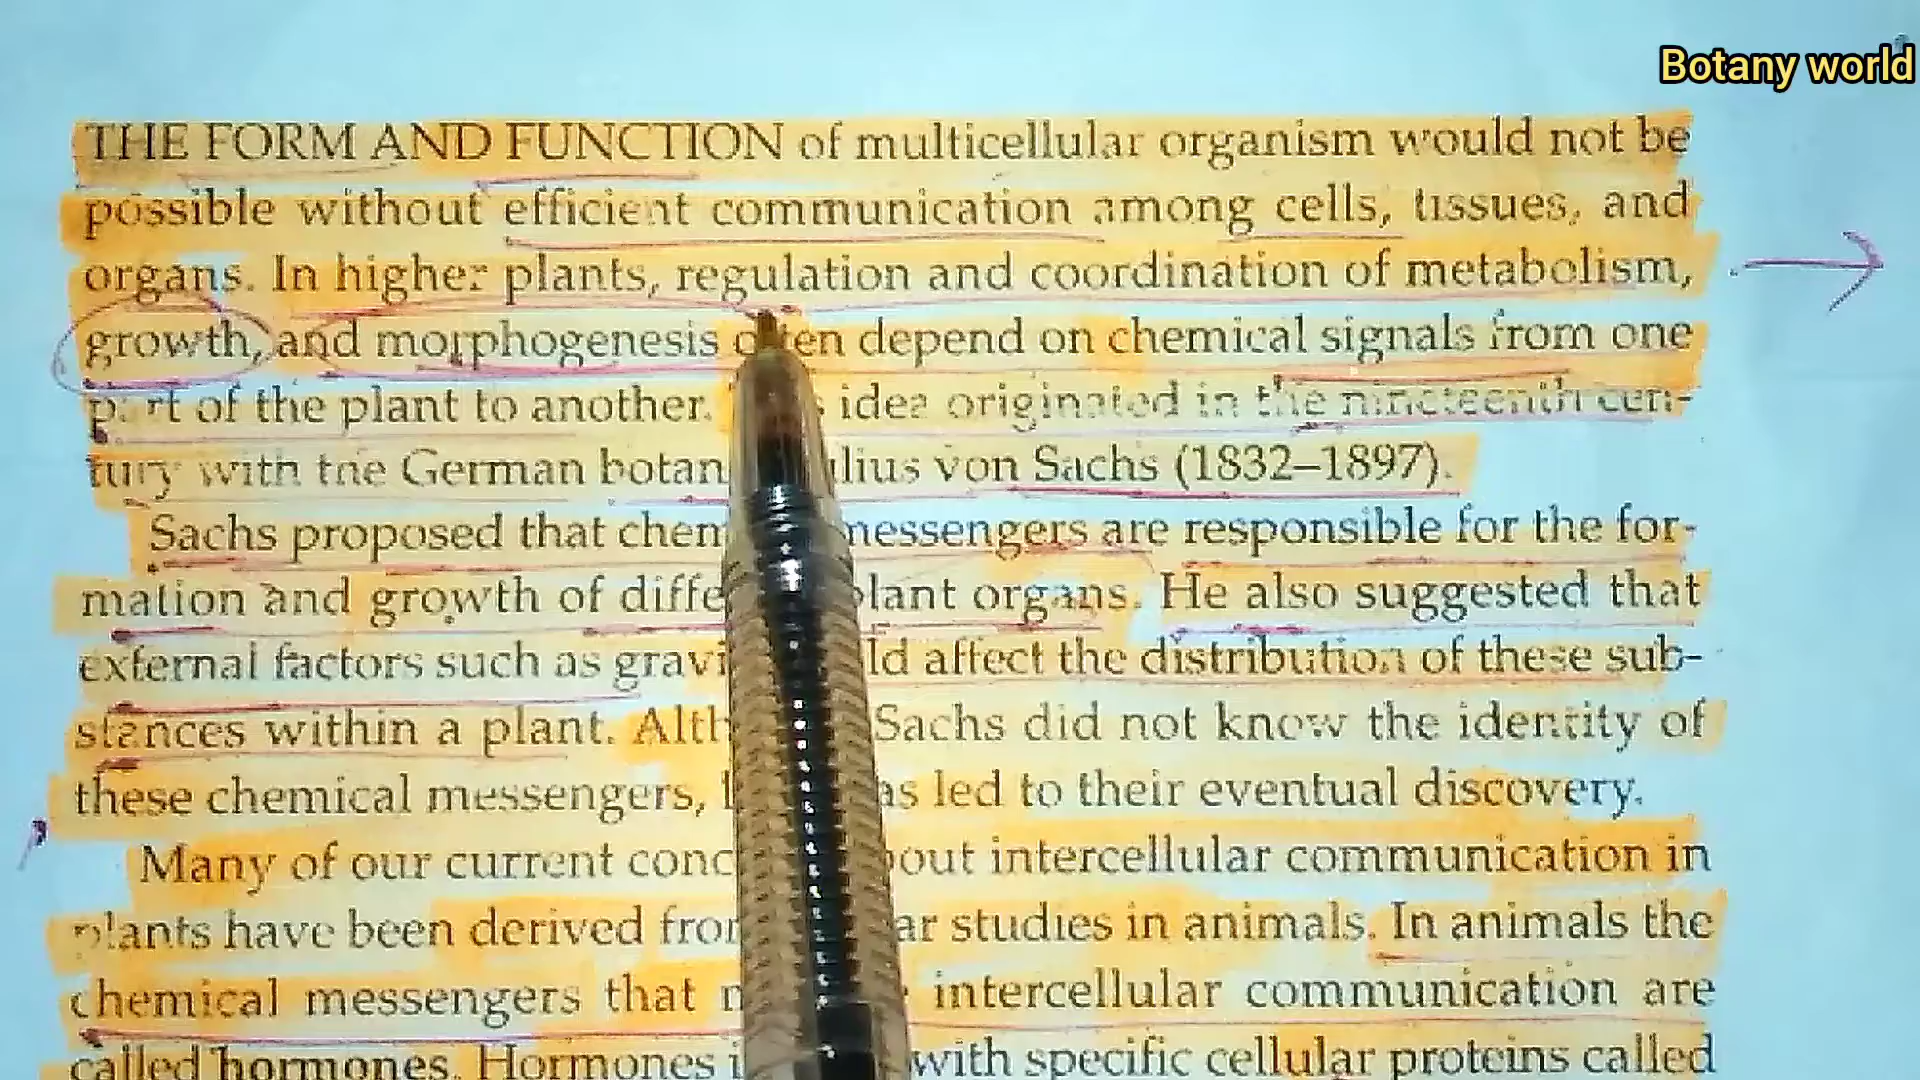 Botany world
THE FORM AND FUNCTION of multicellular organism would not be
possible without efficient communication among cells, tissues, and
organs. In higher plants, regulation and coordination of metabolism,
growth, and morphogenesis often depend on chemical signals from one
part of the plant to another. idea originated in the nineteenth cen-
tury with the German botan lius von Sachs (1832–1897).
Sachs proposed that chem messengers are responsible for the for-
mation and growth of diffe plant organs. He also suggested that
external factors such as gravi ld affect the distribution of these sub-
stances within a plant. Alth Sachs did not know the identity of
these chemical messengers, as led to their eventual discovery.
Many of our current conc out intercellular communication in
plants have been derived from ar studies in animals. In animals the
chemical messengers that intercellular communication are
called hormones. Hormones with specific cellular proteins called